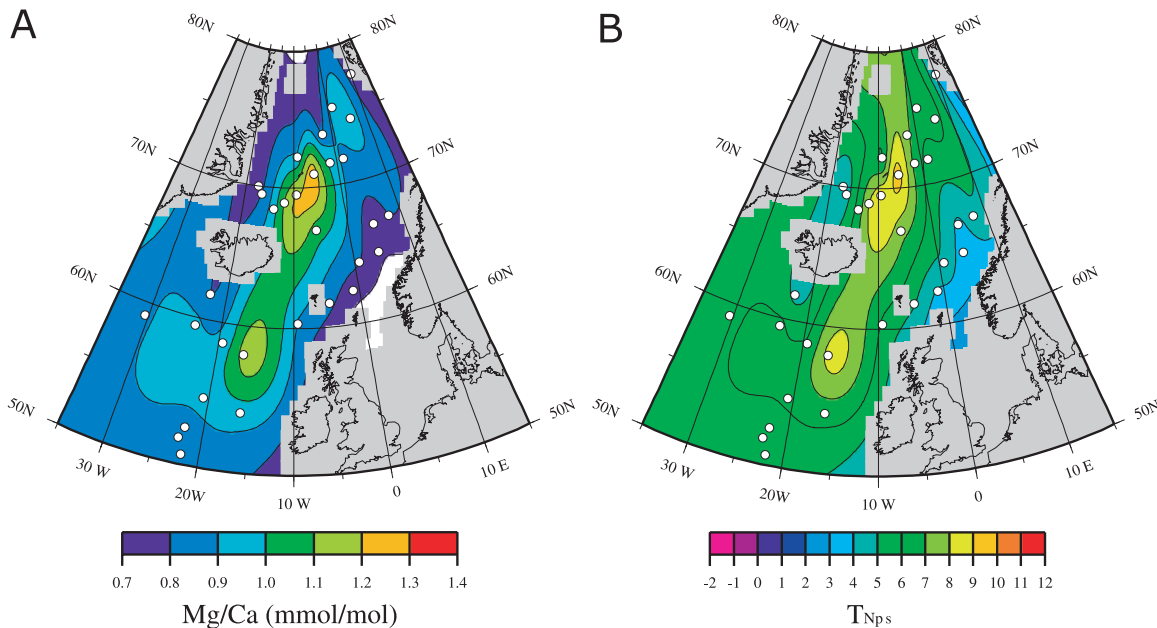 A
B
80N
80N
80N
80N
70N
70N
70N
70N
60N
60N
60N
60N
50N
50N
50N
50N
30 W
20W
10 W
0
10 E
30 W
20W
10 W
0
10 E
0.7 0.8 0.9 1.0 1.1 1.2 1.3 1.4
-2 -1 0 1 2 3 4 5 6 7 8 9 10 11 12
Mg/Ca (mmol/mol)
TNps